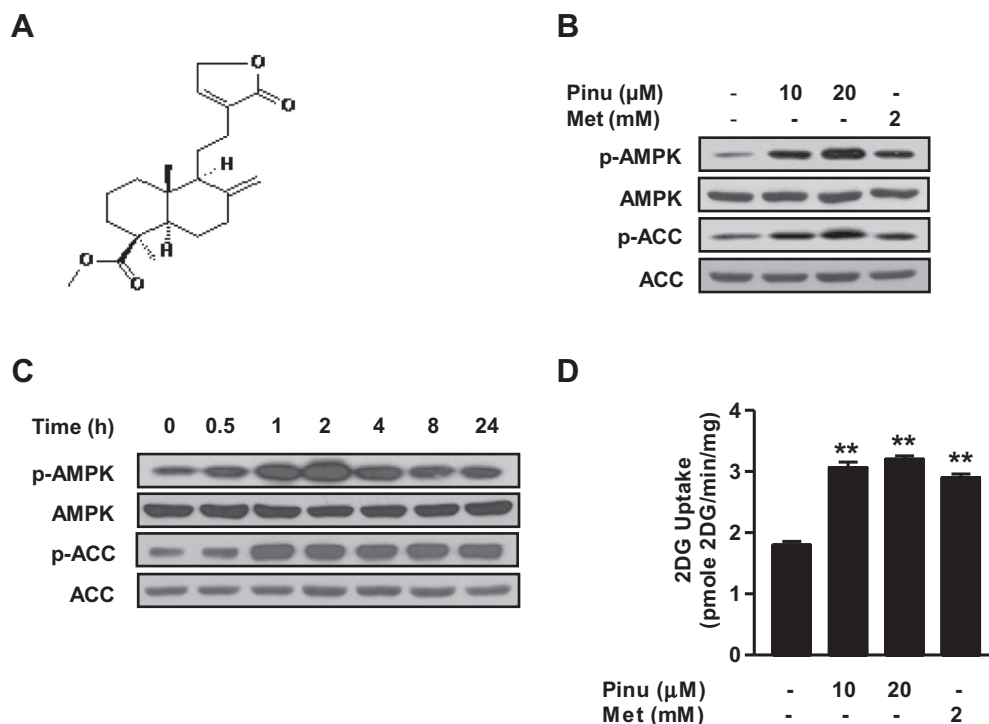 A
O
O
H
H
O
O
B
Pinu (µM) - 10 20 -
Met (mM) - - - 2
p-AMPK
AMPK
p-ACC
ACC
C
Time (h) 0 0.5 1 2 4 8 24
p-AMPK
AMPK
p-ACC
ACC
D
2DG Uptake
(pmole 2DG/min/mg)
4
3
2
1
0
** ** **
Pinu (µM) - 10 20 -
Met (mM) - - - 2